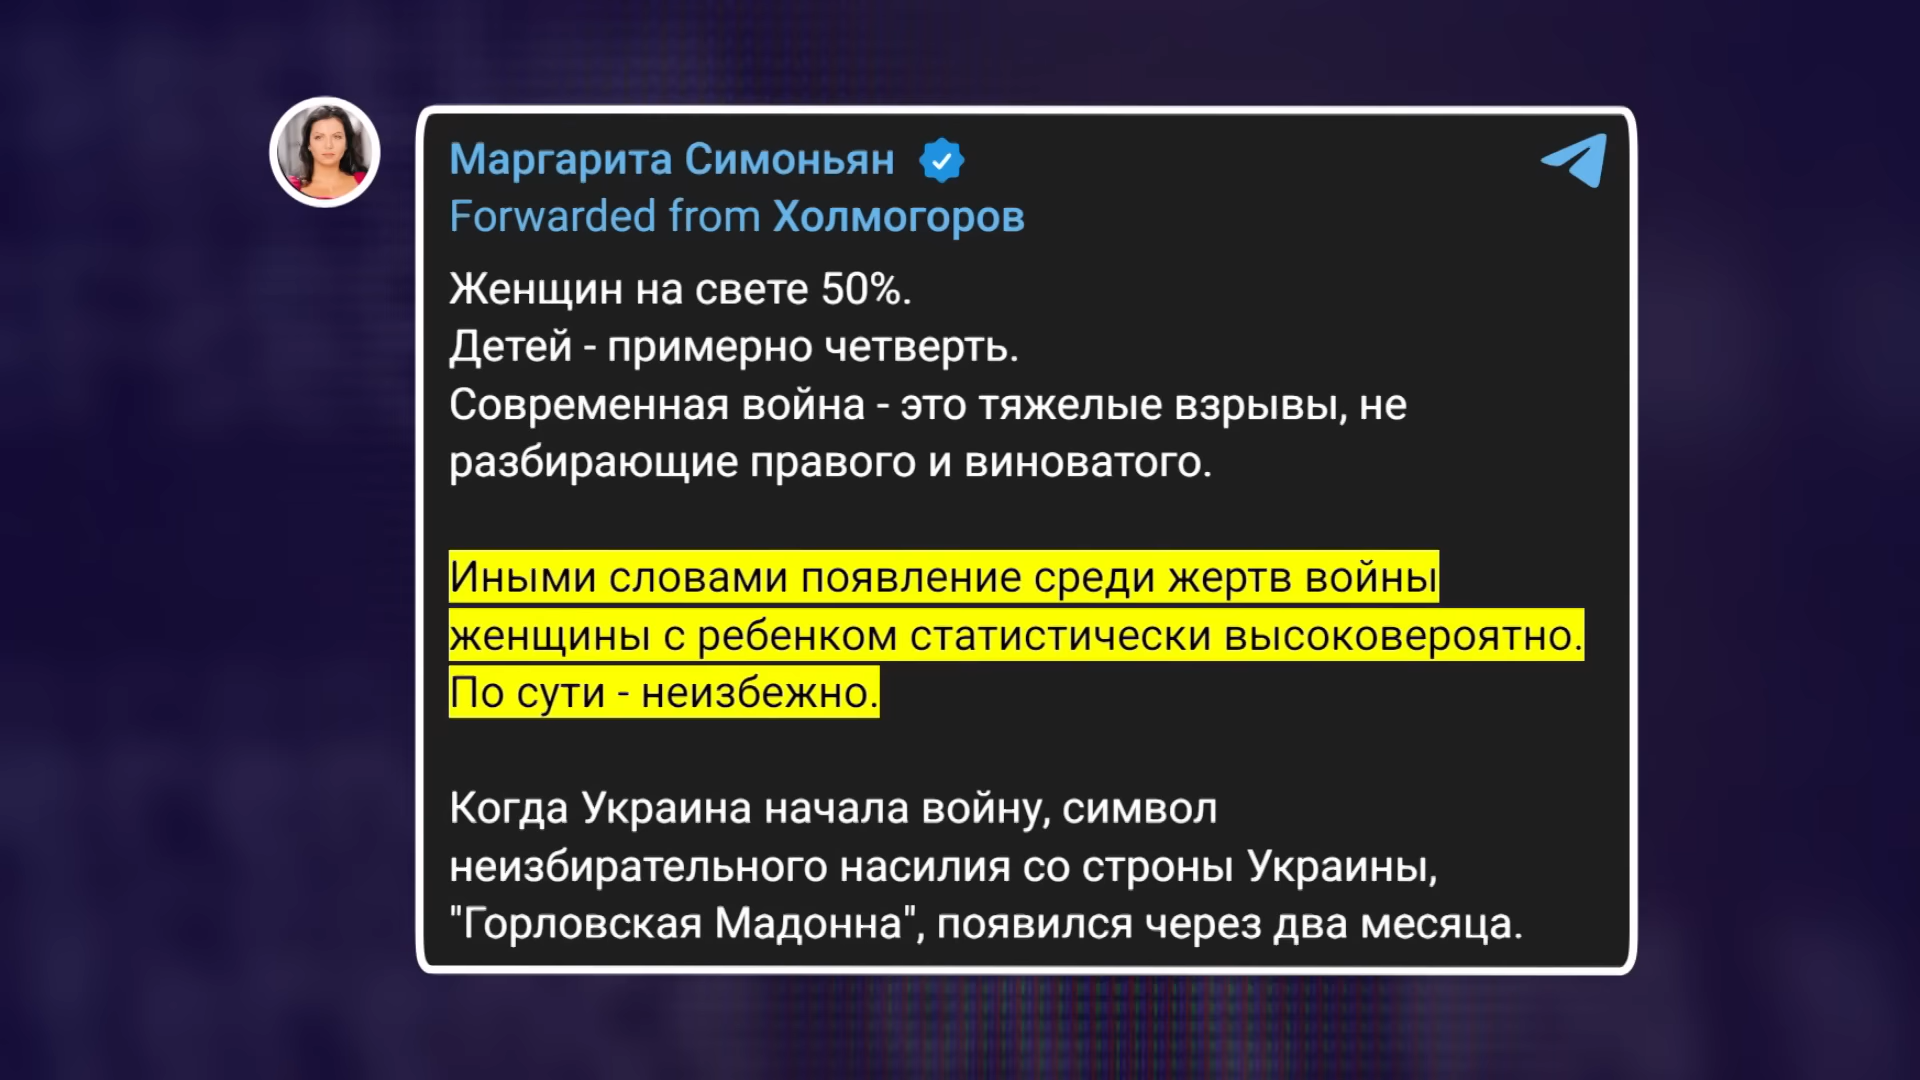 Маргарита Симоньян
Forwarded from Холмогоров
Женщин на свете 50%.
Детей - примерно четверть.
Современная война - это тяжелые взрывы, не
разбирающие правого и виноватого.
Иными словами появление среди жертв войны
женщины с ребенком статистически высоковероятно.
По сути - неизбежно.
Когда Украина начала войну, символ
неизбирательного насилия со строны Украины,
"Горловская Мадонна", появился через два месяца.